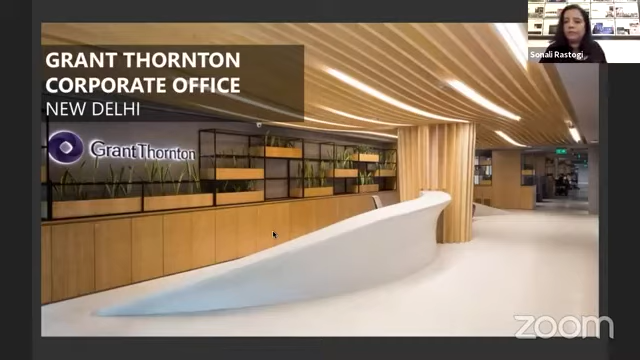 GRANT THORNTON
CORPORATE OFFICE
NEW DELHI
Sonali Rastogi
GrantThornton
zoom